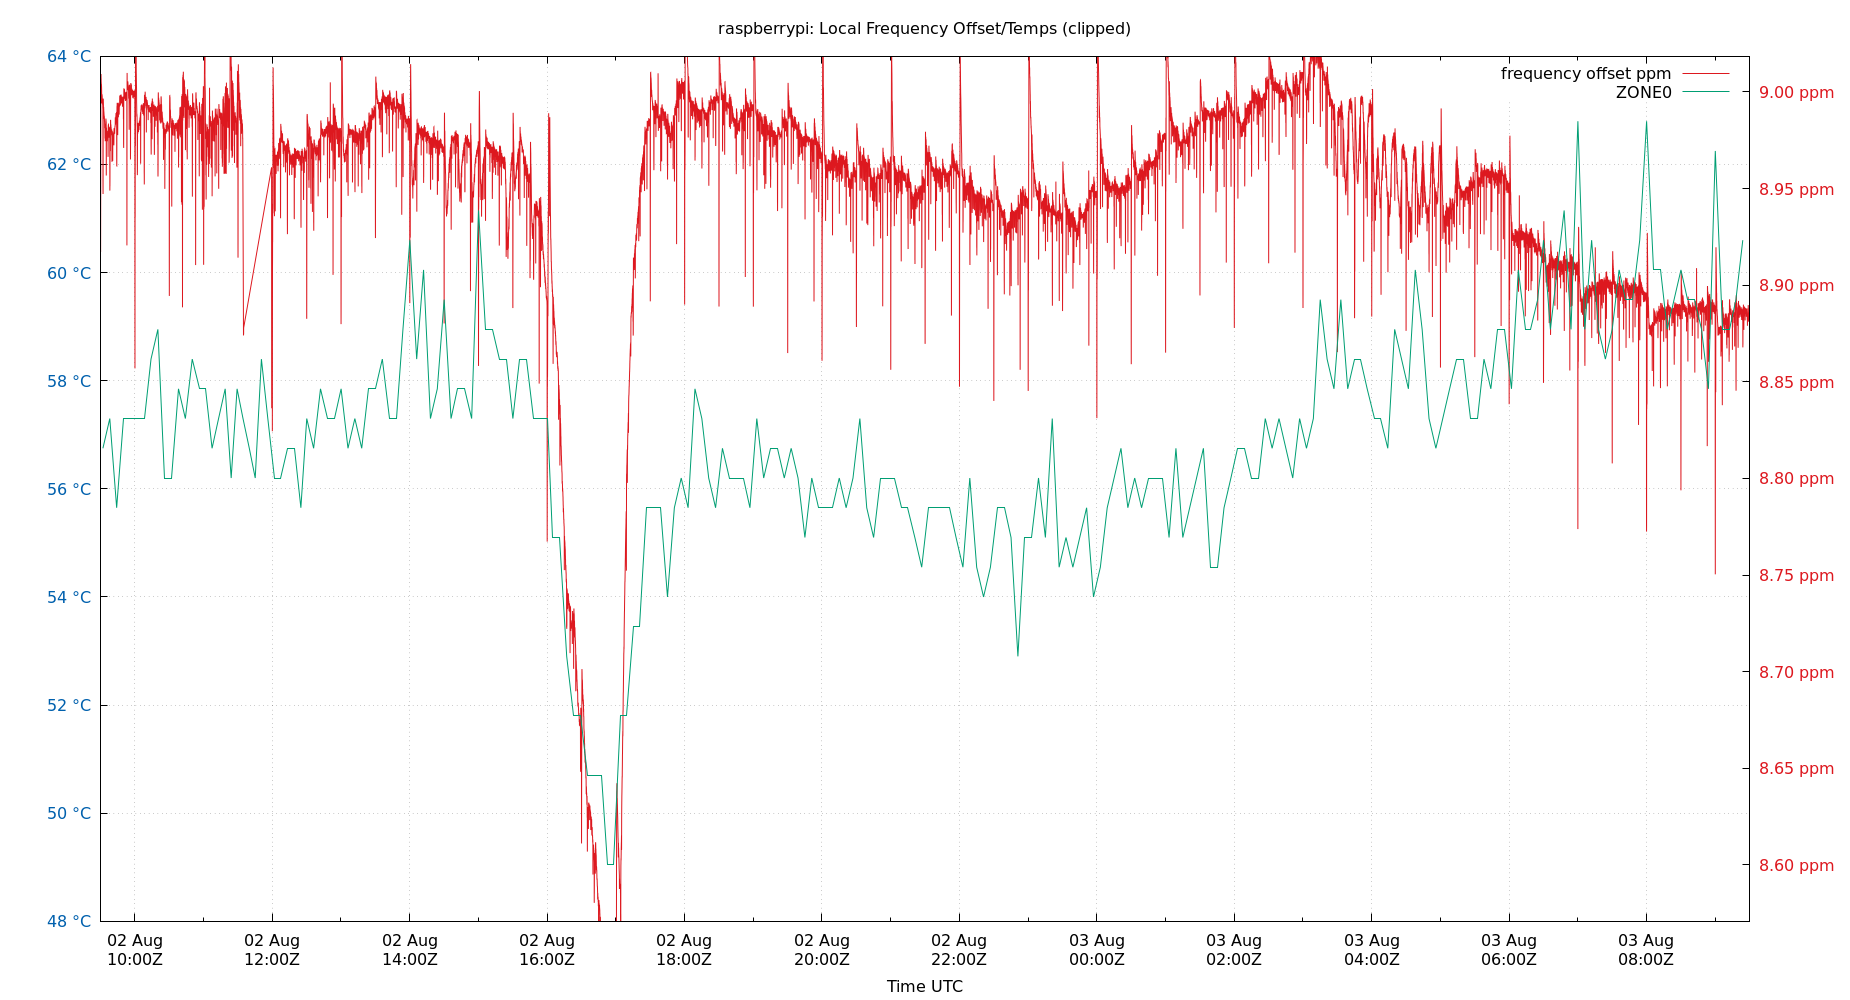 raspberrypi: Local Frequency Offset/Temps (clipped)
frequency offset ppm
ZONE0
64 °C
62 °C
60 °C
58 °C
56 °C
54 °C
52 °C
50 °C
48 °C
9.00 ppm
8.95 ppm
8.90 ppm
8.85 ppm
8.80 ppm
8.75 ppm
8.70 ppm
8.65 ppm
8.60 ppm
02 Aug
10:00Z
02 Aug
12:00Z
02 Aug
14:00Z
02 Aug
16:00Z
02 Aug
18:00Z
02 Aug
20:00Z
02 Aug
22:00Z
03 Aug
00:00Z
03 Aug
02:00Z
03 Aug
04:00Z
03 Aug
06:00Z
03 Aug
08:00Z
Time UTC